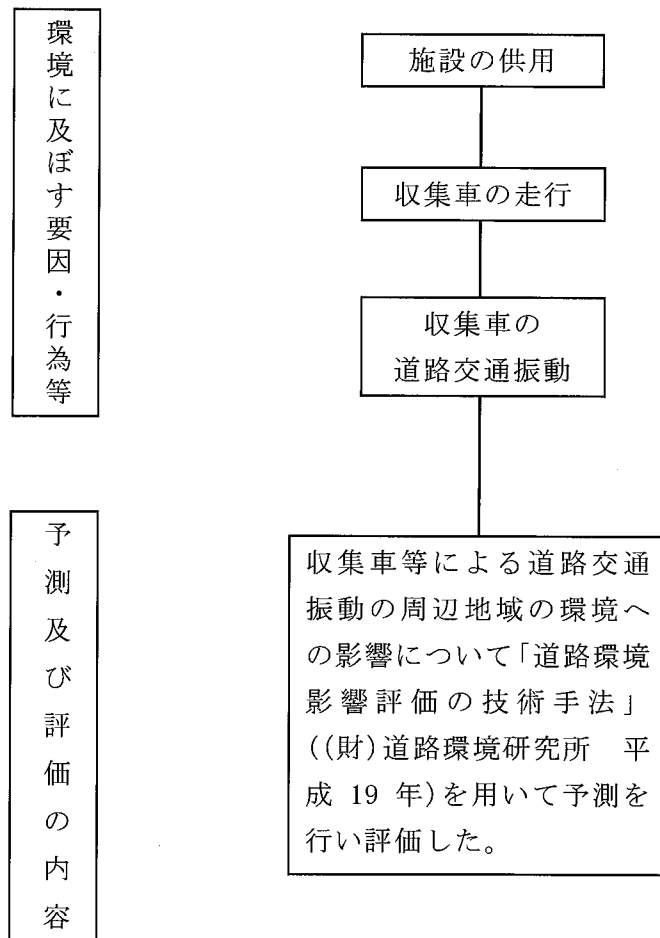 環境に及ぼす要因・行為等
施設の供用
収集車の走行
収集車の
道路交通振動
予測及び評価の内容
収集車等による道路交通
振動の周辺地域の環境へ
の影響について「道路環境
影響評価の技術手法」
((財)道路環境研究所　平
成 19 年)を用いて予測を
行い評価した。